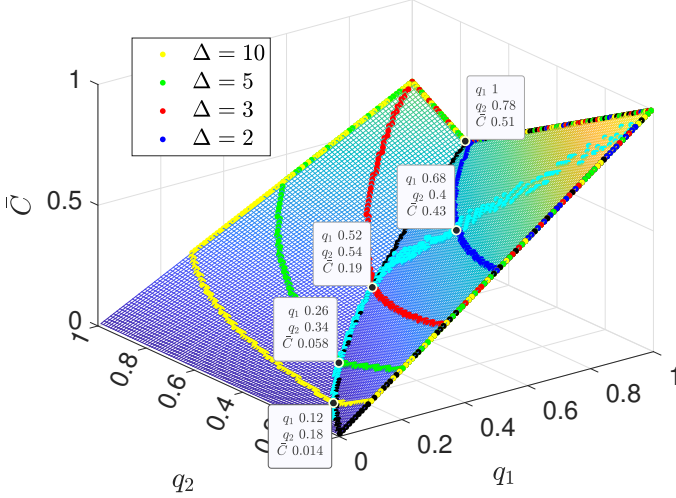 Δ = 10
Δ = 5
Δ = 3
Δ = 2
q₁ 1
q₂ 0.78
C̄ 0.51
q₁ 0.68
q₂ 0.4
C̄ 0.43
q₁ 0.52
q₂ 0.54
C̄ 0.19
q₁ 0.26
q₂ 0.34
C̄ 0.058
q₁ 0.12
q₂ 0.18
C̄ 0.014
1
0.5
0
C̄
1
0.8
0.6
0.4
q₂
0
0.2
0.4
0.6
0.8
1
q₁